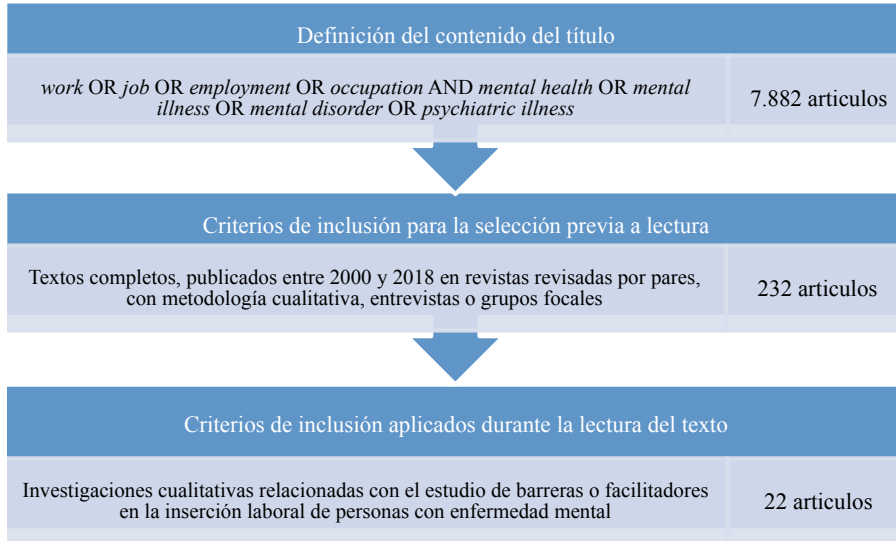 Definición del contenido del título
work OR job OR employment OR occupation AND mental health OR mental
illness OR mental disorder OR psychiatric illness
7.882 articulos
Criterios de inclusión para la selección previa a lectura
Textos completos, publicados entre 2000 y 2018 en revistas revisadas por pares,
con metodología cualitativa, entrevistas o grupos focales
232 articulos
Criterios de inclusión aplicados durante la lectura del texto
Investigaciones cualitativas relacionadas con el estudio de barreras o facilitadores
en la inserción laboral de personas con enfermedad mental
22 articulos